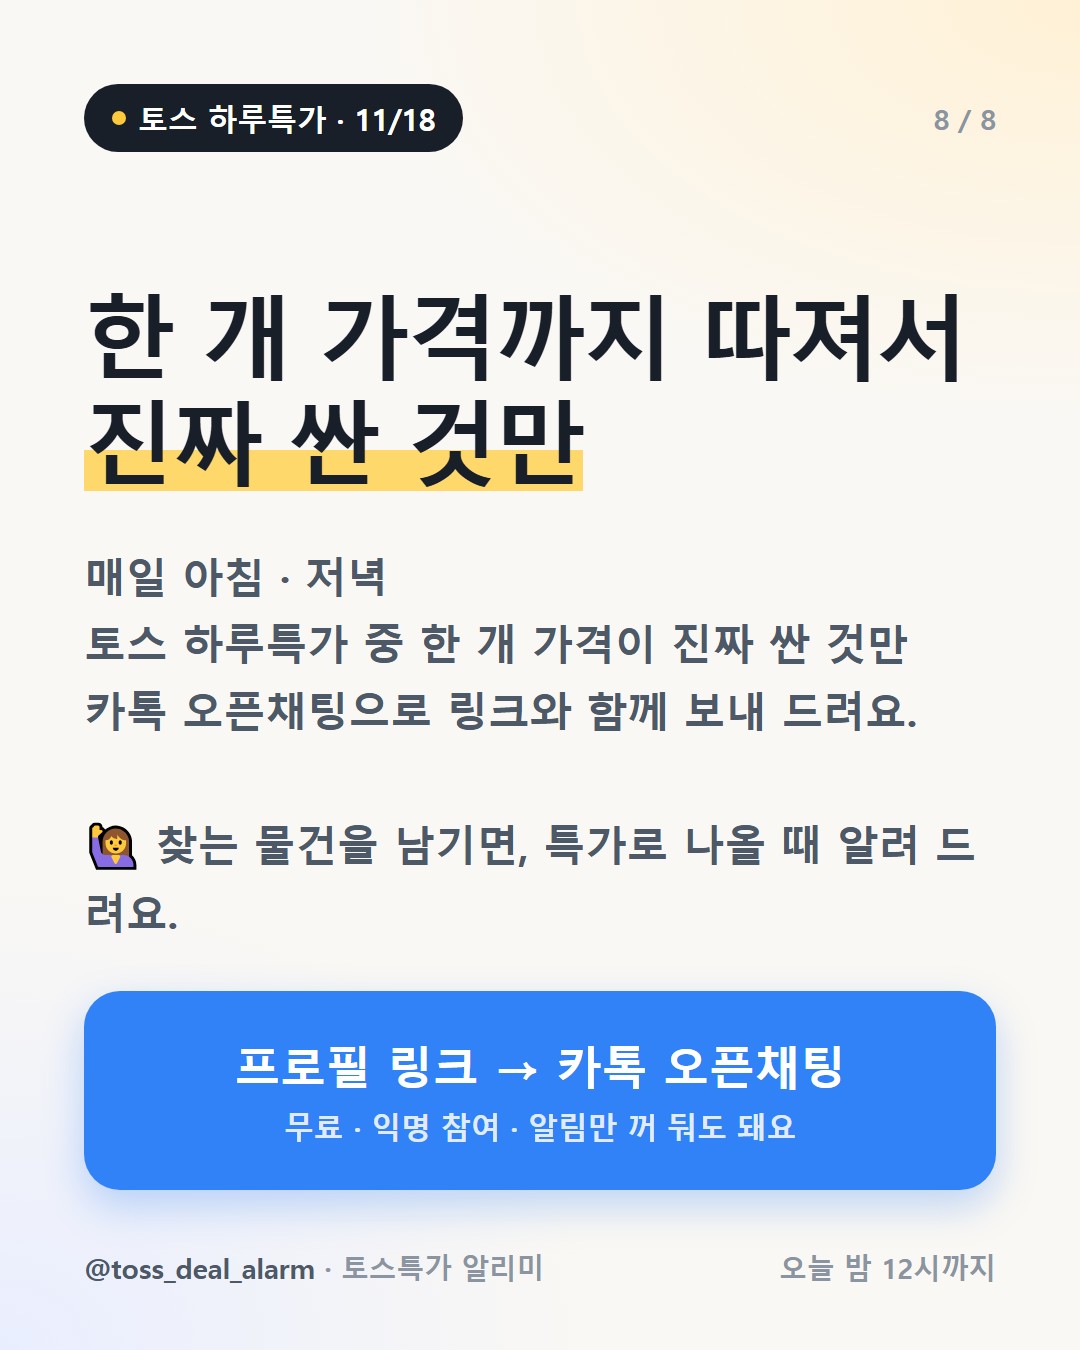 토스 하루특가 · 11/18
8 / 8
한 개 가격까지 따져서
진짜 싼 것만
매일 아침 · 저녁
토스 하루특가 중 한 개 가격이 진짜 싼 것만
카톡 오픈채팅으로 링크와 함께 보내 드려요.
🙋‍♀️ 찾는 물건을 남기면, 특가로 나올 때 알려 드
려요.
프로필 링크 → 카톡 오픈채팅
무료 · 익명 참여 · 알림만 꺼 둬도 돼요
@toss_deal_alarm · 토스특가 알리미
오늘 밤 12시까지